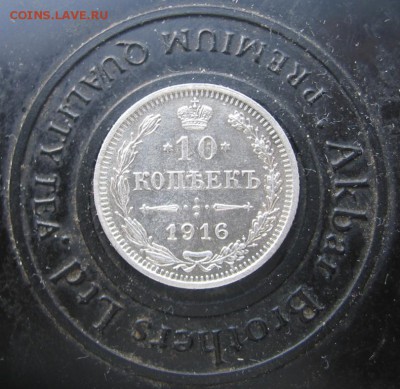 COINS.LAVE.RU
PREMIUM QUALITY TEA
Akbar Brothers Ltd.
*10*
КОПѢЕКЪ
1916